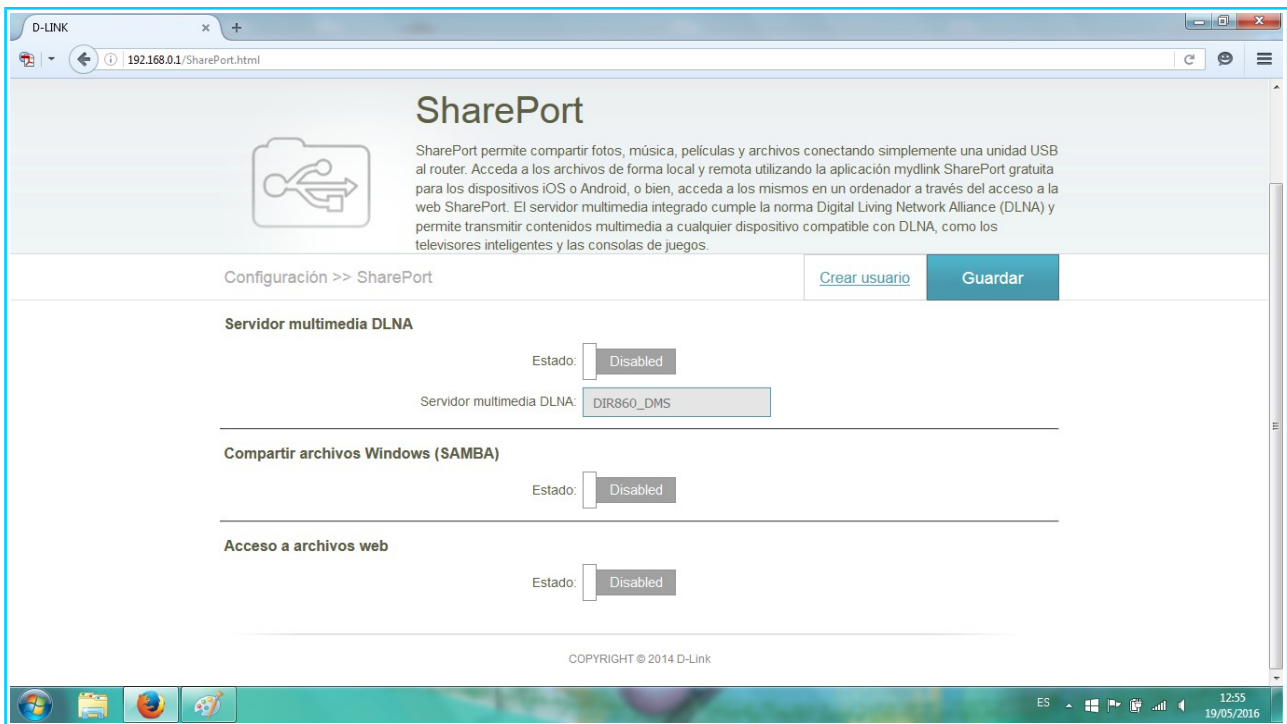 D-LINK
192.168.0.1/SharePort.html
SharePort
SharePort permite compartir fotos, música, películas y archivos conectando simplemente una unidad USB
al router. Acceda a los archivos de forma local y remota utilizando la aplicación mydlink SharePort gratuita
para los dispositivos iOS o Android, o bien, acceda a los mismos en un ordenador a través del acceso a la
web SharePort. El servidor multimedia integrado cumple la norma Digital Living Network Alliance (DLNA) y
permite transmitir contenidos multimedia a cualquier dispositivo compatible con DLNA, como los
televisores inteligentes y las consolas de juegos.
Configuración >> SharePort
Crear usuario
Guardar
Servidor multimedia DLNA
Estado: Disabled
Servidor multimedia DLNA: DIR860_DMS
Compartir archivos Windows (SAMBA)
Estado: Disabled
Acceso a archivos web
Estado: Disabled
COPYRIGHT © 2014 D-Link
ES
12:55
19/05/2016